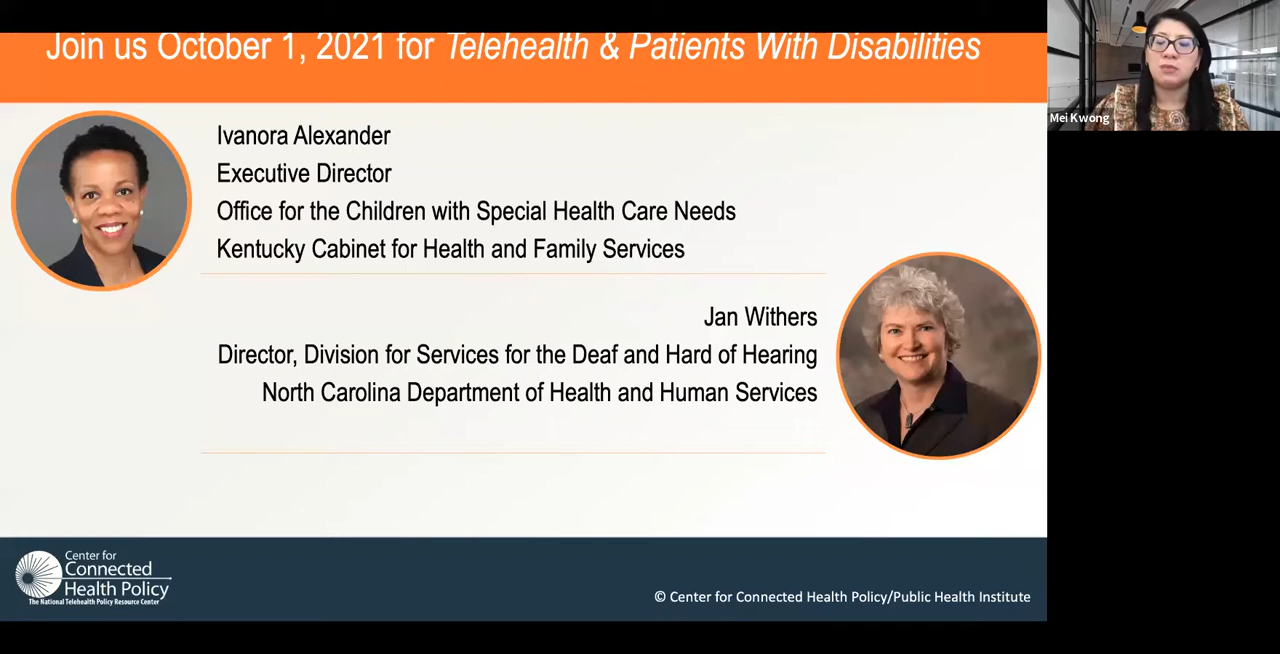 Join us October 1, 2021 for Telehealth & Patients With Disabilities
Mei Kwong
Ivanora Alexander
Executive Director
Office for the Children with Special Health Care Needs
Kentucky Cabinet for Health and Family Services
Jan Withers
Director, Division for Services for the Deaf and Hard of Hearing
North Carolina Department of Health and Human Services
Center for
Connected
Health Policy
The National Telehealth Policy Resource Center
© Center for Connected Health Policy/Public Health Institute